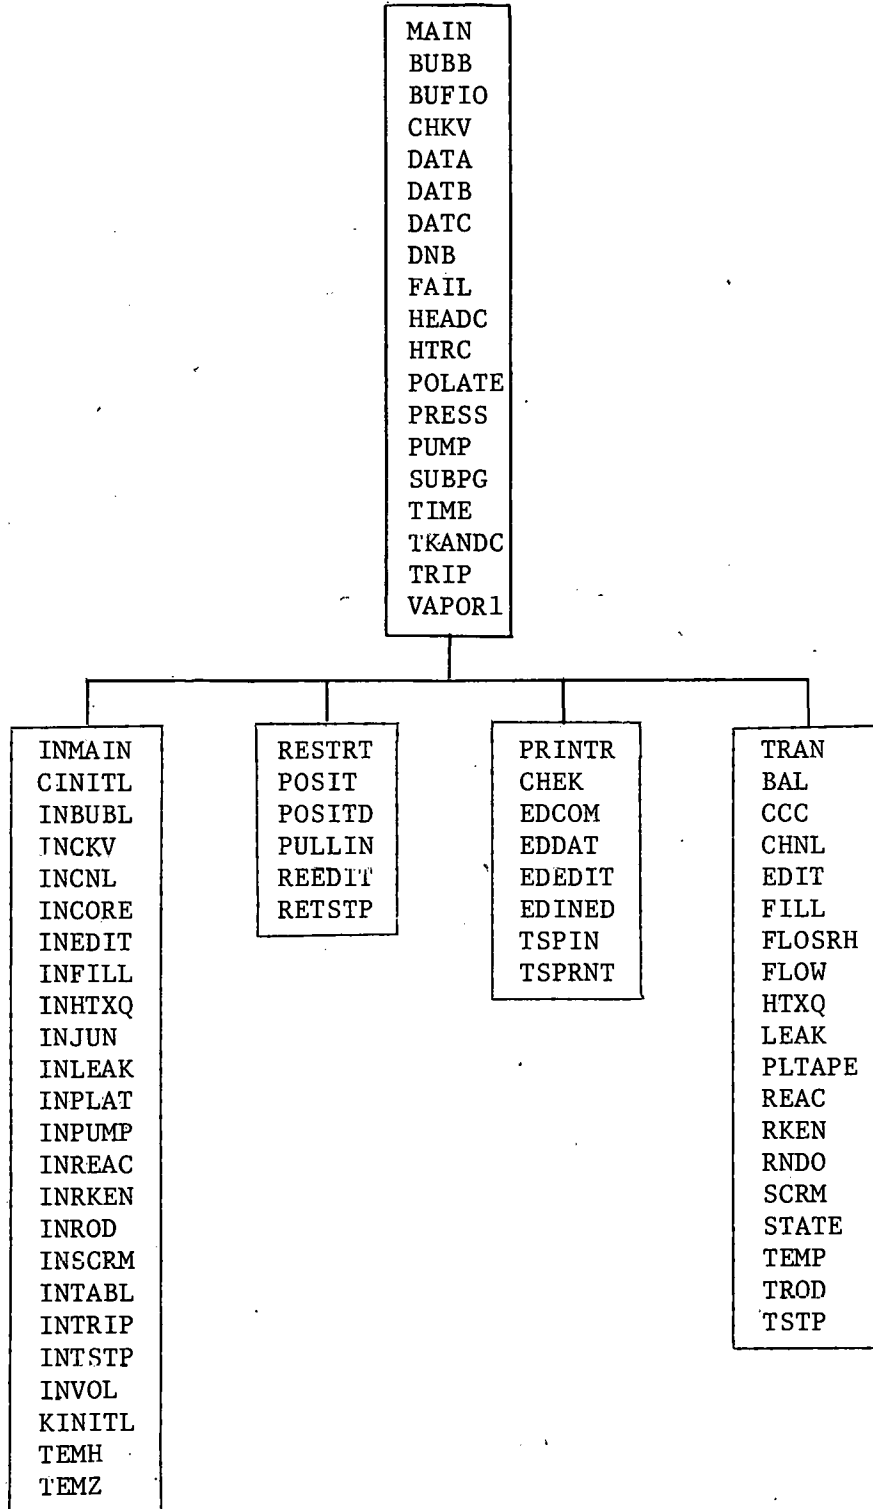 MAIN
BUBB
BUFIO
CHKV
DATA
DATB
DATC
DNB
FAIL
HEADC
HTRC
POLATE
PRESS
PUMP
SUBPG
TIME
TKANDC
TRIP
VAPOR1
INMAIN
CINITL
INBUBL
INCKV
INCNL
INCORE
INEDIT
INFILL
INHTXQ
INJUN
INLEAK
INPLAT
INPUMP
INREAC
INRKEN
INROD
INSCRM
INTABL
INTRIP
INTSTP
INVOL
KINITL
TEMH
TEMZ
RESTRT
POSIT
POSITD
PULLIN
REEDIT
RETSTP
PRINTR
CHEK
EDCOM
EDDAT
EDEDIT
EDINED
TSPIN
TSPRNT
TRAN
BAL
CCC
CHNL
EDIT
FILL
FLOSRH
FLOW
HTXQ
LEAK
PLTAPE
REAC
RKEN
RNDO
SCRM
STATE
TEMP
TROD
TSTP